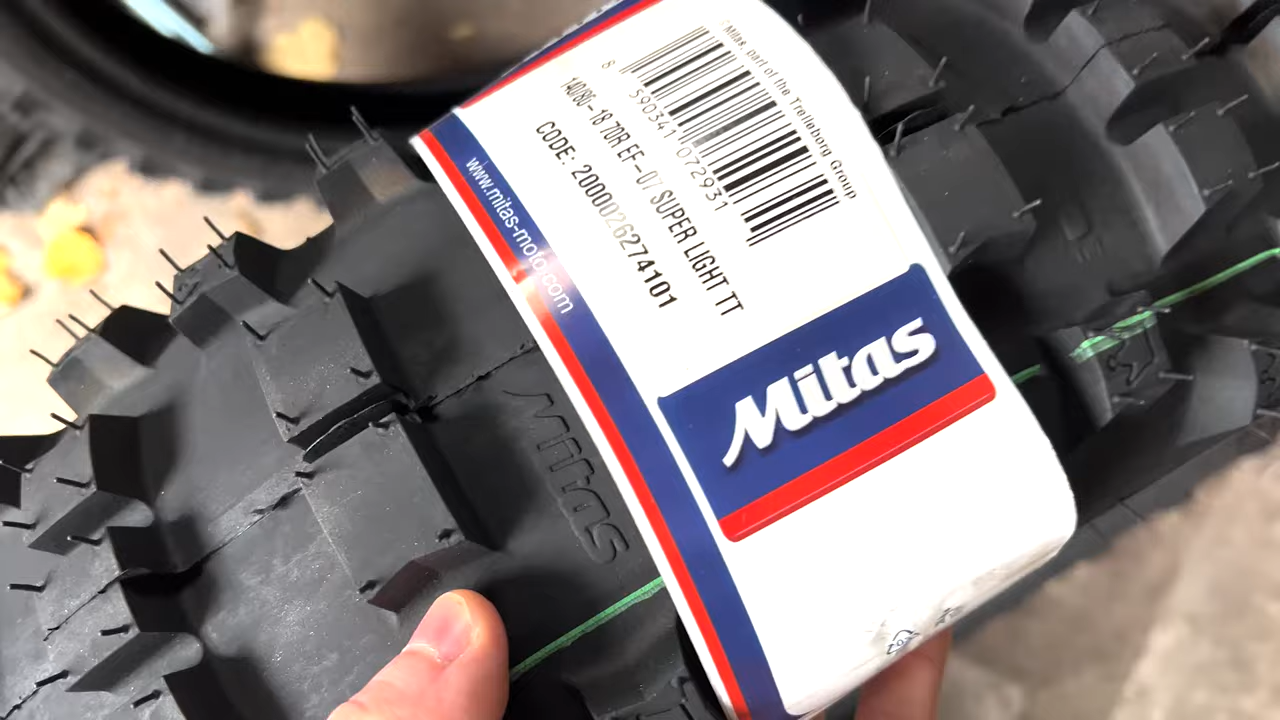 Mitas, part of the Trelleborg Group
8 590341 072931
140/80-18 70R EF-07 SUPER LIGHT TT
CODE: 2000026274101
www.mitas-moto.com
Mitas
Mitas